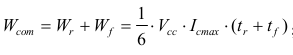 W_com = W_r + W_f = 1/6 · V_cc · I_cmax · (t_r + t_f) ;